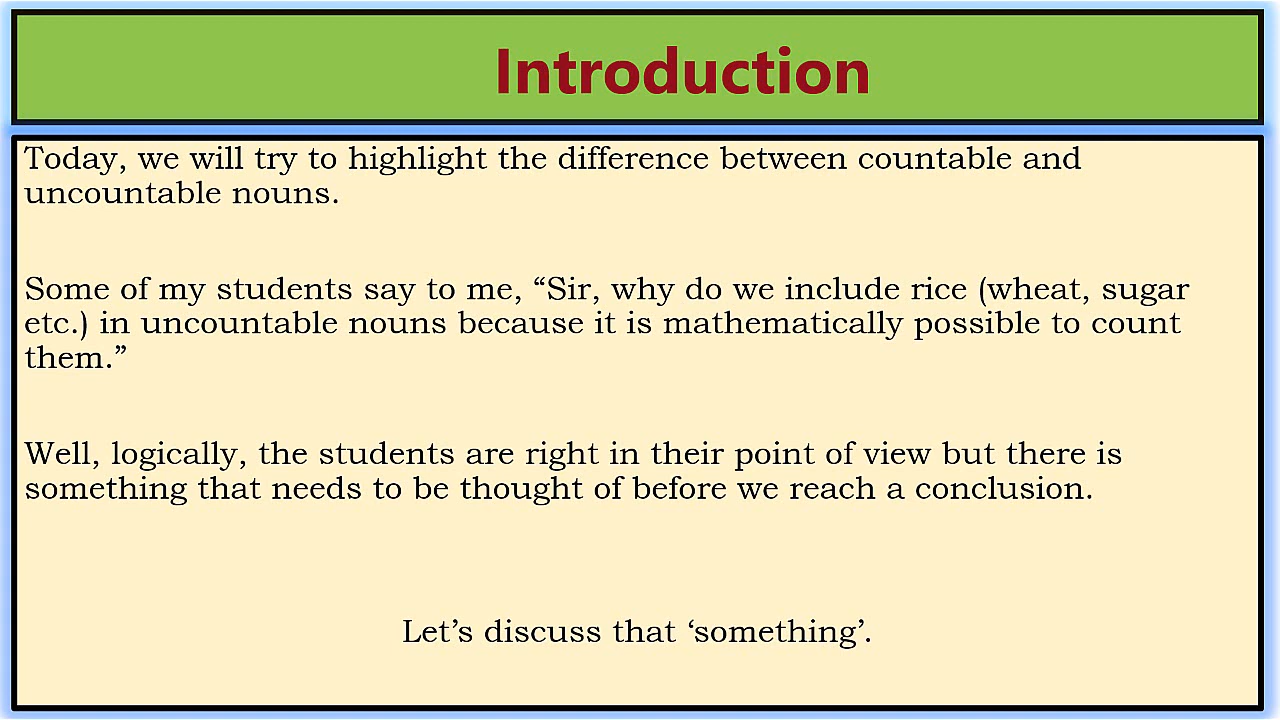 Introduction
Today, we will try to highlight the difference between countable and
uncountable nouns.
Some of my students say to me, “Sir, why do we include rice (wheat, sugar
etc.) in uncountable nouns because it is mathematically possible to count
them.”
Well, logically, the students are right in their point of view but there is
something that needs to be thought of before we reach a conclusion.
Let’s discuss that ‘something’.